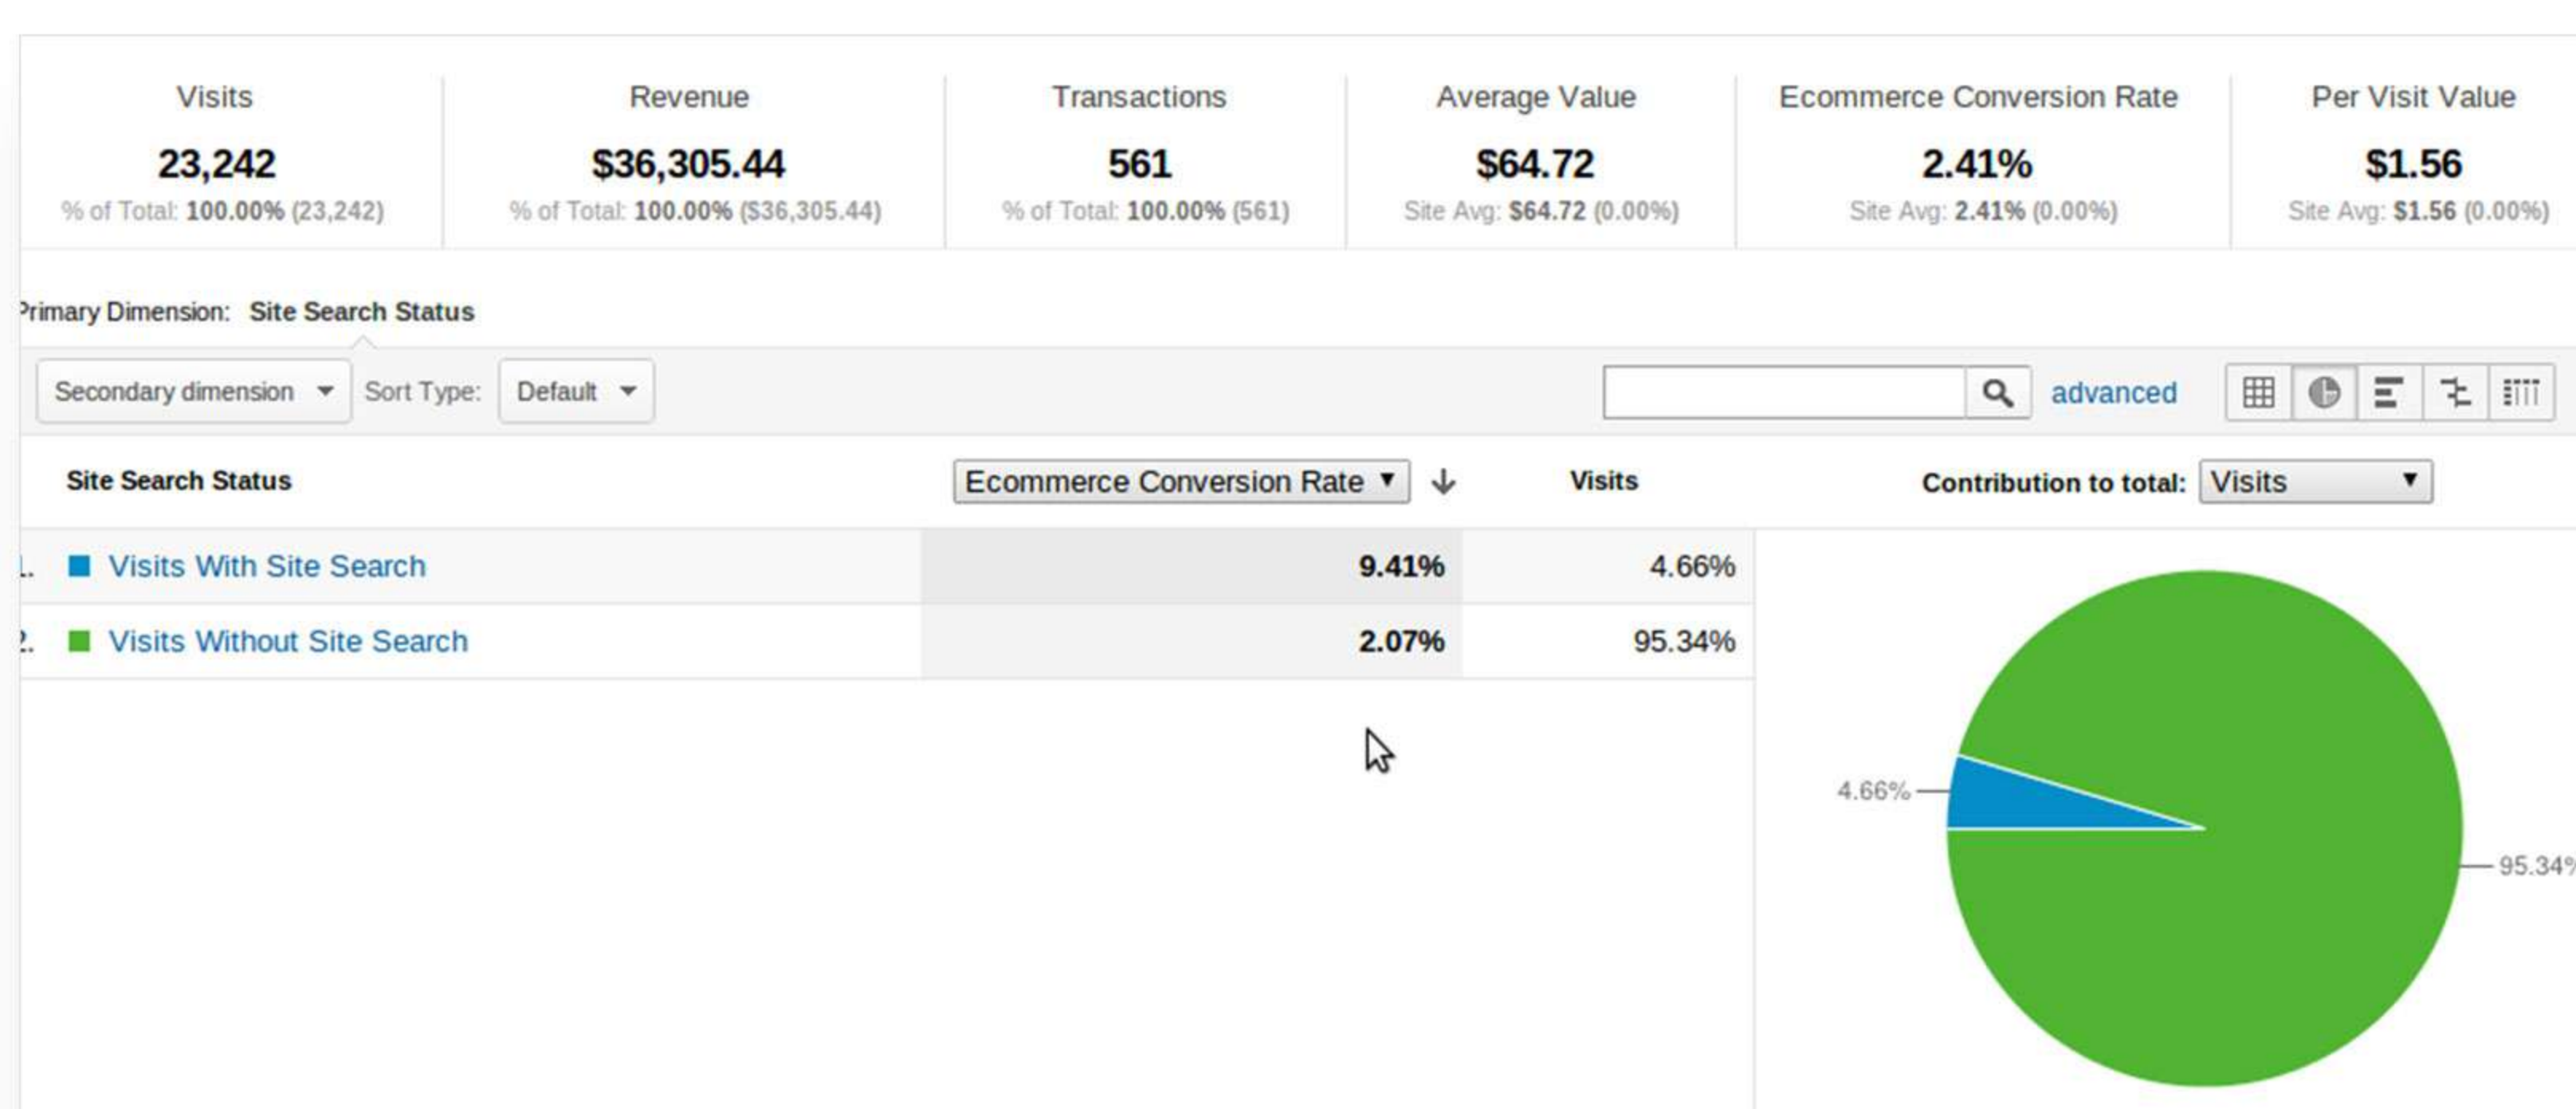 Visits Revenue Transactions Average Value Ecommerce Conversion Rate Per Visit Value
23,242 $36,305.44 561 $64.72 2.41% $1.56
% of Total: 100.00% (23,242) % of Total: 100.00% ($36,305.44) % of Total: 100.00% (561) Site Avg: $64.72 (0.00%) Site Avg: 2.41% (0.00%) Site Avg: $1.56 (0.00%)
Primary Dimension: Site Search Status
Secondary dimension Sort Type: Default advanced
Site Search Status Ecommerce Conversion Rate Visits Contribution to total: Visits
1. Visits With Site Search 9.41% 4.66%
2. Visits Without Site Search 2.07% 95.34%
4.66%
95.34%